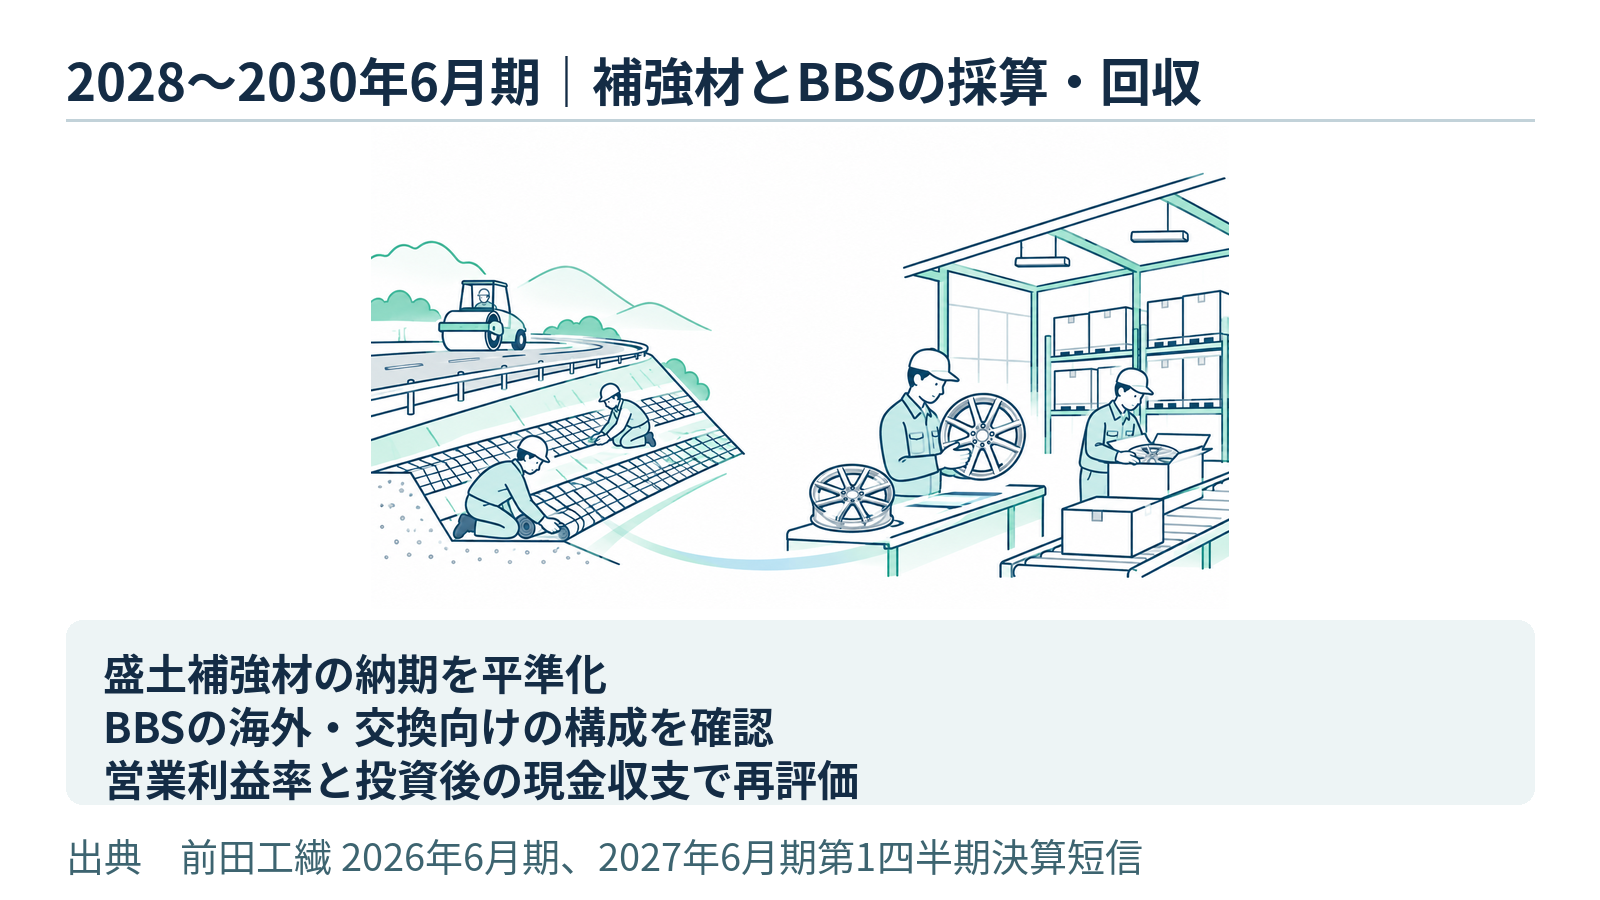 2028～2030年6月期｜補強材とBBSの採算・回収
盛土補強材の納期を平準化
BBSの海外・交換向けの構成を確認
営業利益率と投資後の現金収支で再評価
出典　前田工繊 2026年6月期、2027年6月期第1四半期決算短信